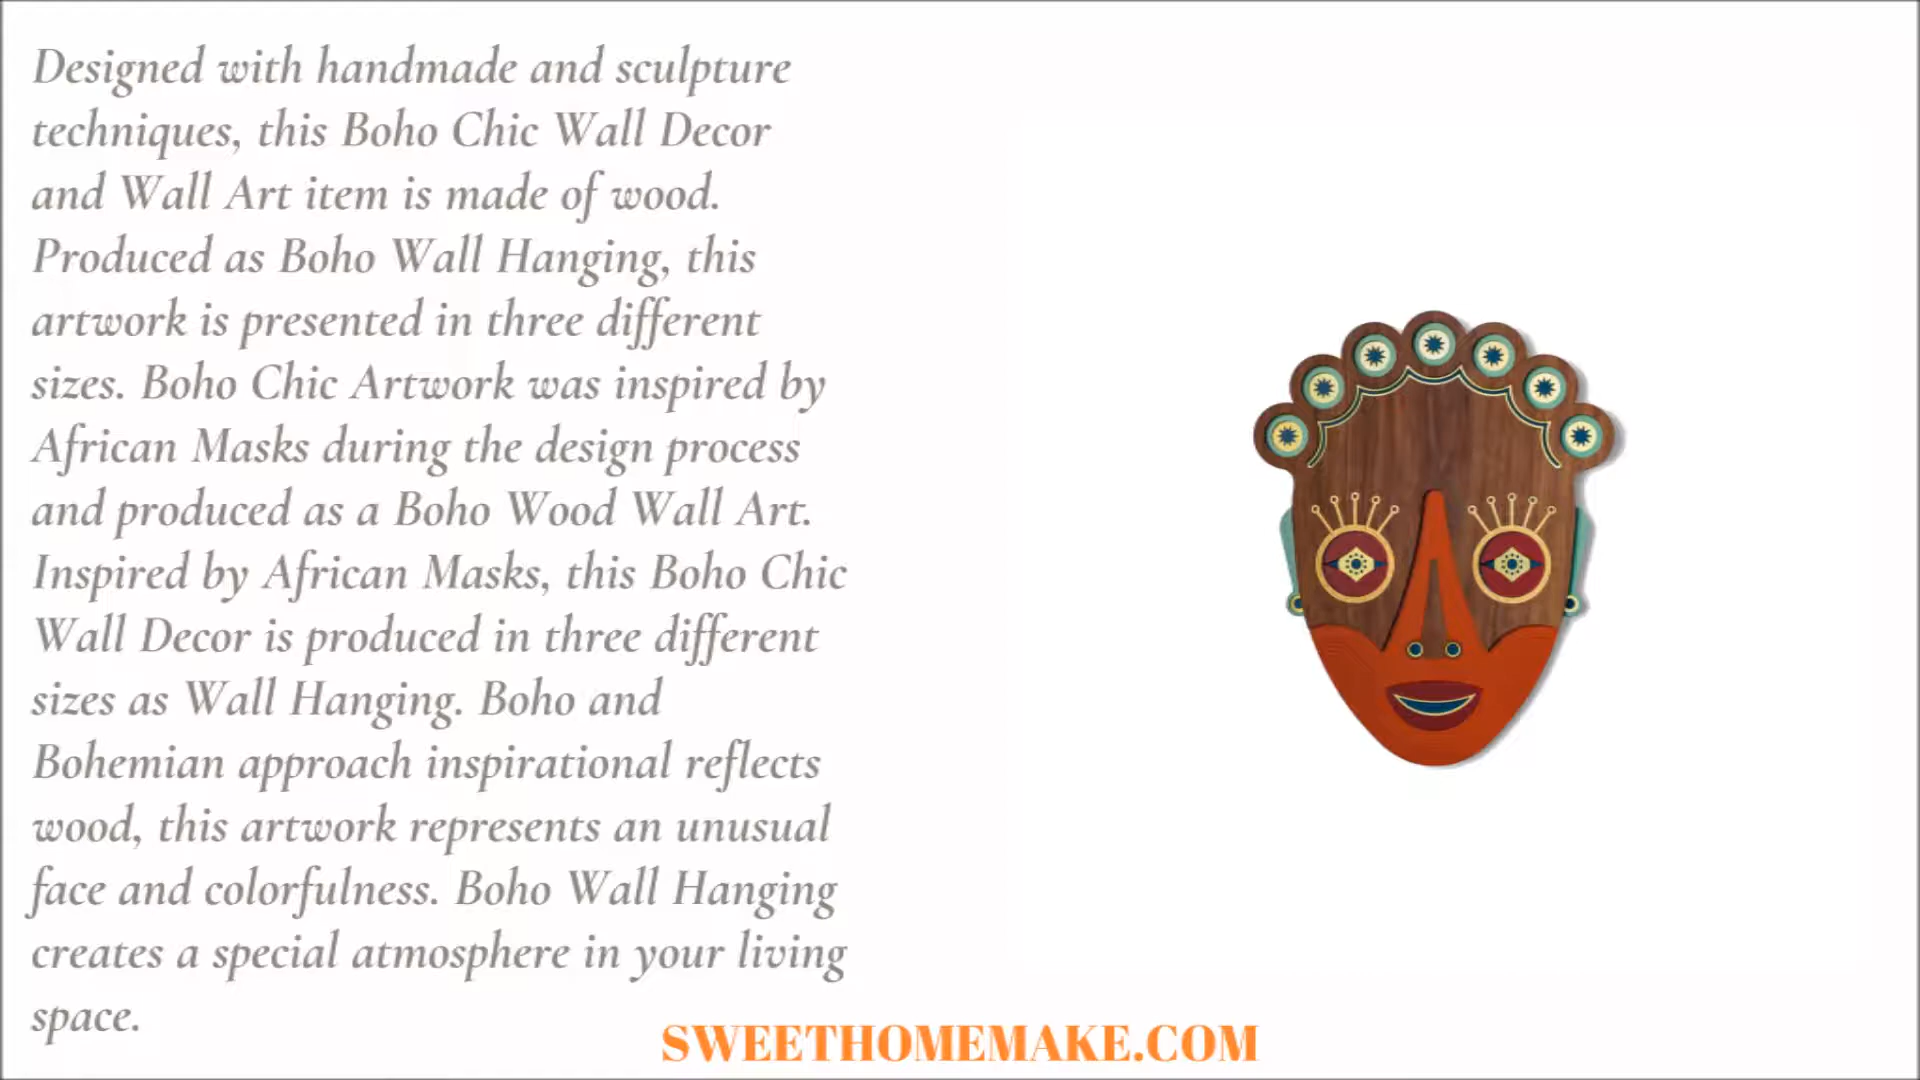 Designed with handmade and sculpture
techniques, this Boho Chic Wall Decor
and Wall Art item is made of wood.
Produced as Boho Wall Hanging, this
artwork is presented in three different
sizes. Boho Chic Artwork was inspired by
African Masks during the design process
and produced as a Boho Wood Wall Art.
Inspired by African Masks, this Boho Chic
Wall Decor is produced in three different
sizes as Wall Hanging. Boho and
Bohemian approach inspirational reflects
wood, this artwork represents an unusual
face and colorfulness. Boho Wall Hanging
creates a special atmosphere in your living
space.
SWEETHOMEMAKE.COM